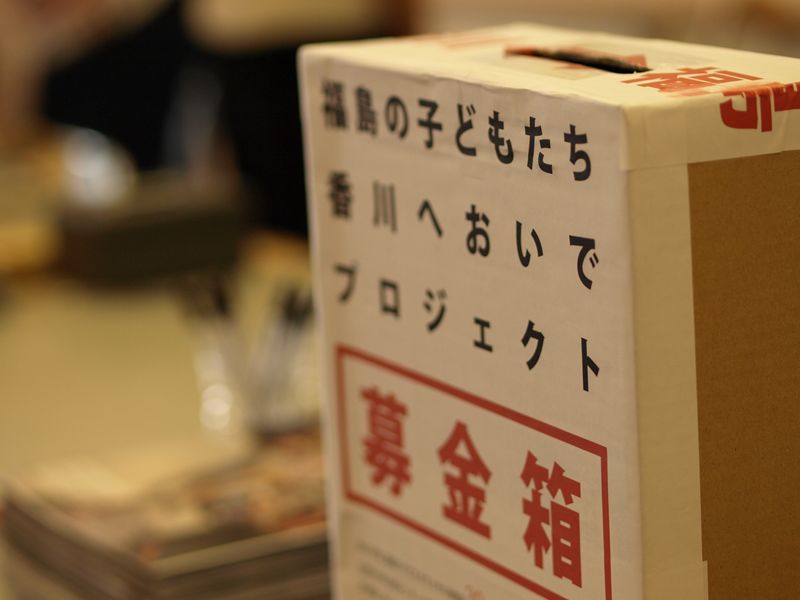 福島の子どもたち
香川へおいで
プロジェクト
募金箱